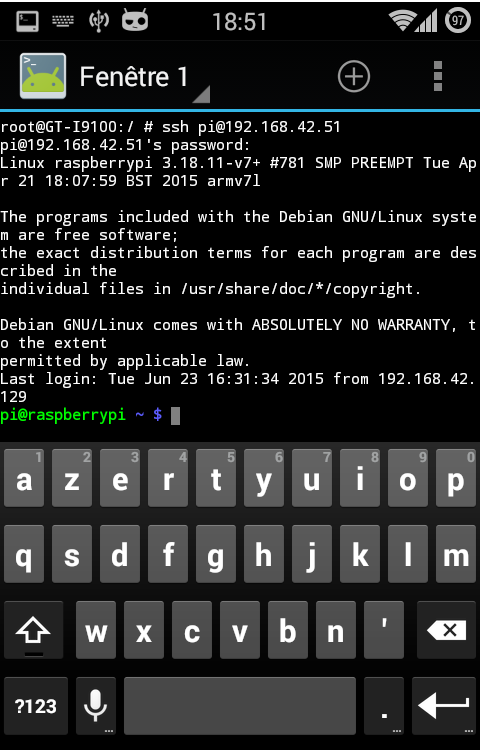 18:51
97
>_
Fenêtre 1
root@GT-I9100:/ # ssh pi@192.168.42.51
pi@192.168.42.51's password:
Linux raspberrypi 3.18.11-v7+ #781 SMP PREEMPT Tue Ap
r 21 18:07:59 BST 2015 armv7l
The programs included with the Debian GNU/Linux syste
m are free software;
the exact distribution terms for each program are des
cribed in the
individual files in /usr/share/doc/*/copyright.
Debian GNU/Linux comes with ABSOLUTELY NO WARRANTY, t
o the extent
permitted by applicable law.
Last login: Tue Jun 23 16:31:34 2015 from 192.168.42.
129
pi@raspberrypi ~ $
1 2 3 4 5 6 7 8 9 0
a z e r t y u i o p
q s d f g h j k l m
w x c v b n '
?123 ... . ... ...